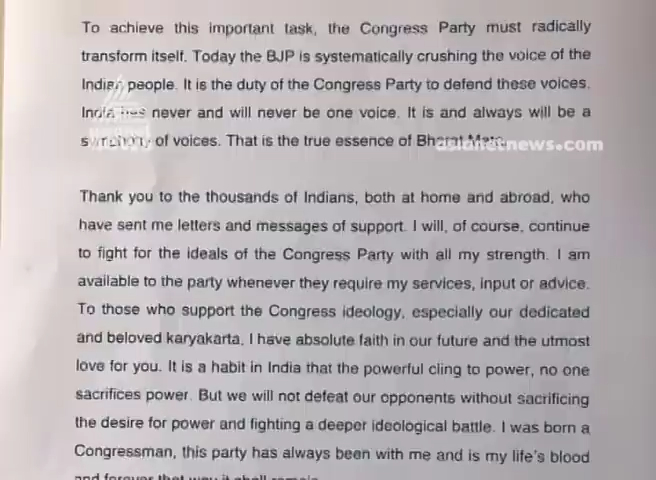 To achieve this important task, the Congress Party must radically
transform itself. Today the BJP is systematically crushing the voice of the
Indian people. It is the duty of the Congress Party to defend these voices.
India has never and will never be one voice. It is and always will be a
symphony of voices. That is the true essence of Bharat Mata.
asianetnews.com
Thank you to the thousands of Indians, both at home and abroad, who
have sent me letters and messages of support. I will, of course, continue
to fight for the ideals of the Congress Party with all my strength. I am
available to the party whenever they require my services, input or advice.
To those who support the Congress ideology, especially our dedicated
and beloved karyakarta, I have absolute faith in our future and the utmost
love for you. It is a habit in India that the powerful cling to power, no one
sacrifices power. But we will not defeat our opponents without sacrificing
the desire for power and fighting a deeper ideological battle. I was born a
Congressman, this party has always been with me and is my life's blood
and forever that way it shall remain.